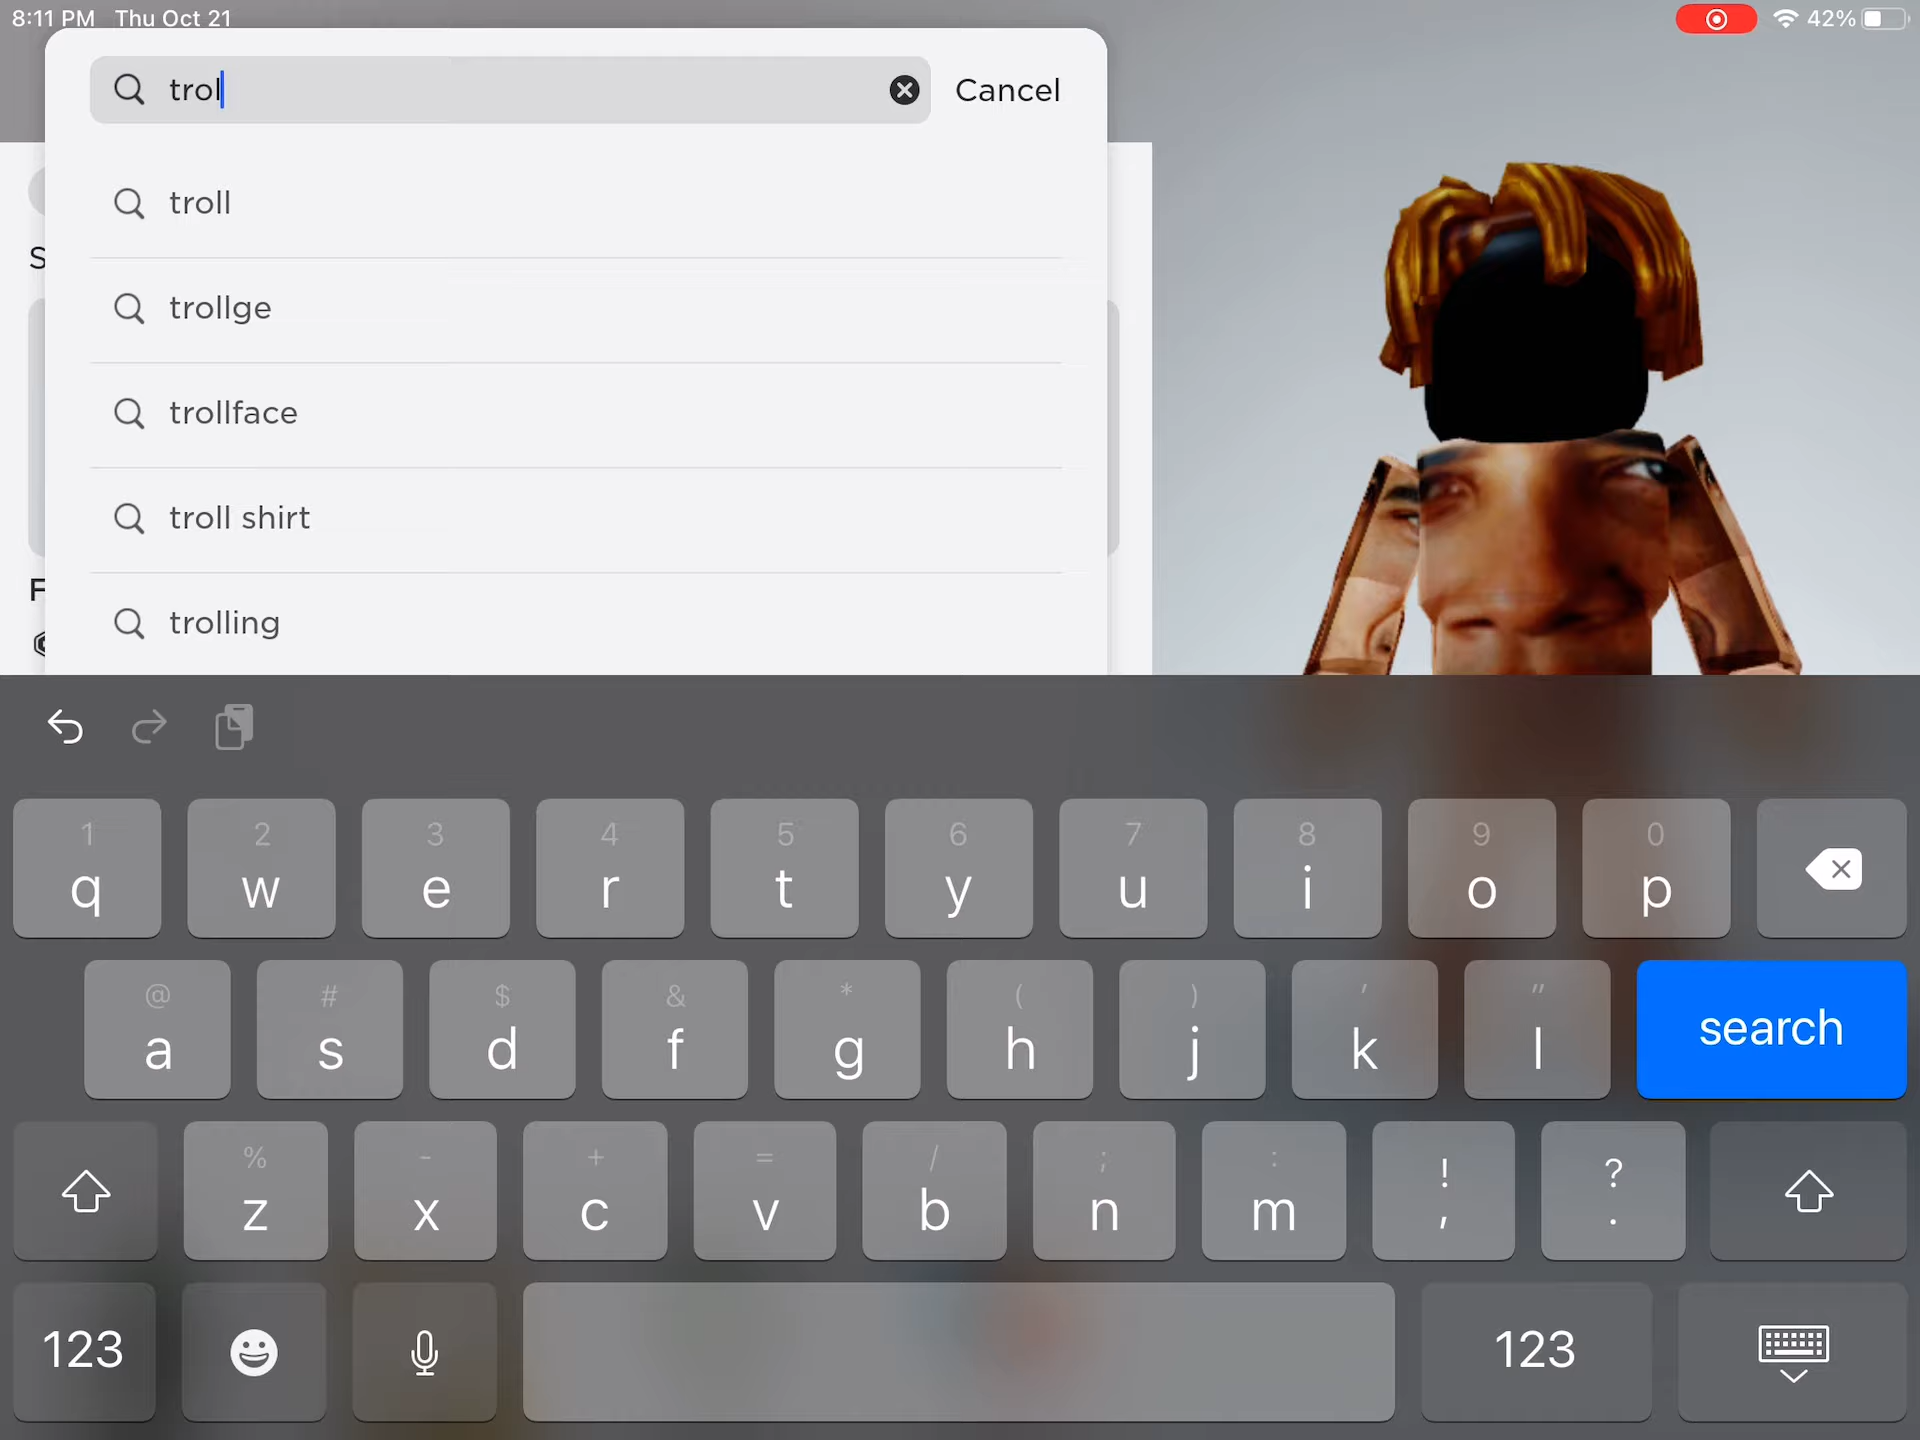 8:11 PM Thu Oct 21
42%
trol
Cancel
troll
trollge
trollface
troll shirt
trolling
S
F
1 2 3 4 5 6 7 8 9 0
q w e r t y u i o p
@ # $ & * ( ) ' "
a s d f g h j k l search
% - + = / ; : ! ?
z x c v b n m , .
123 123